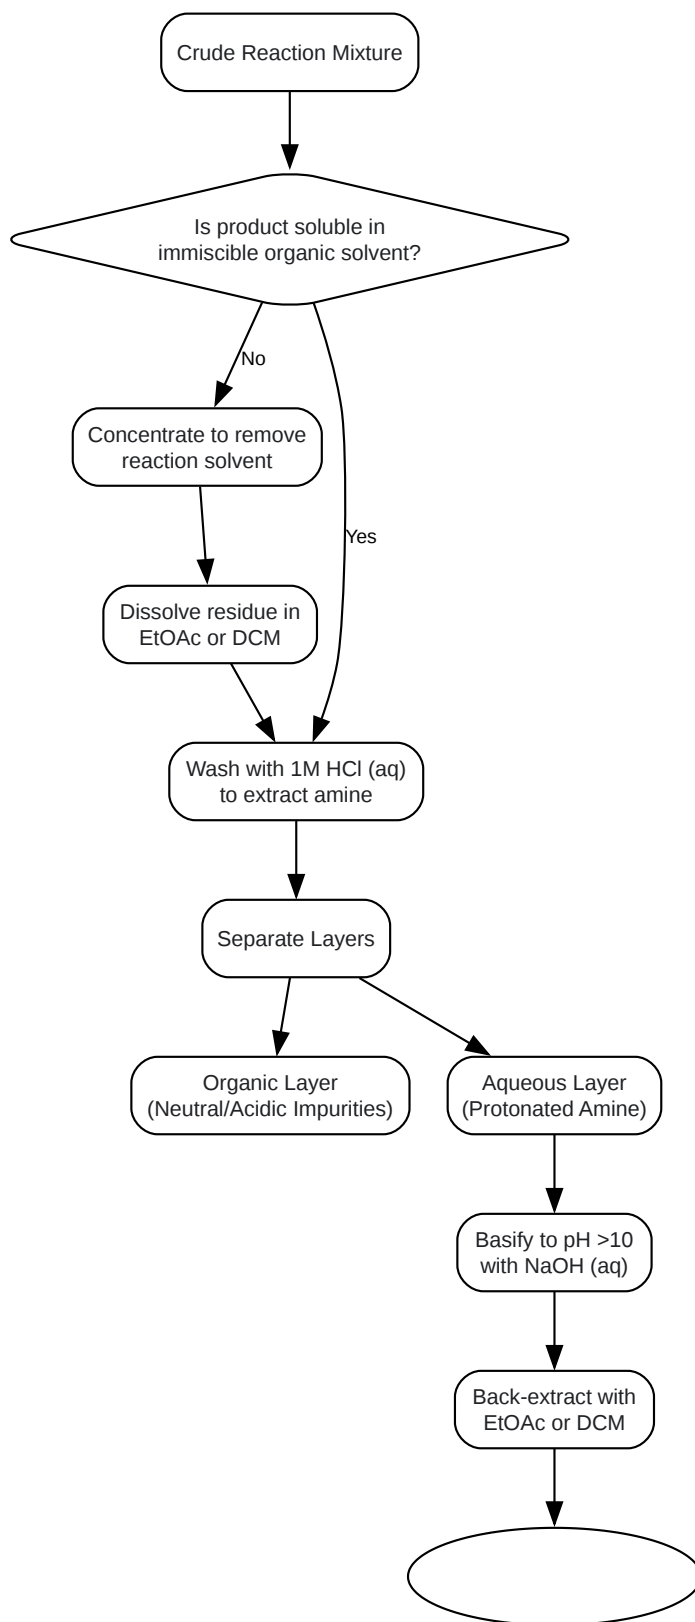 Crude Reaction Mixture
Is product soluble in
immiscible organic solvent?
No
Concentrate to remove
reaction solvent
Yes
Dissolve residue in
EtOAc or DCM
Wash with 1M HCl (aq)
to extract amine
Separate Layers
Organic Layer
(Neutral/Acidic Impurities)
Aqueous Layer
(Protonated Amine)
Basify to pH >10
with NaOH (aq)
Back-extract with
EtOAc or DCM